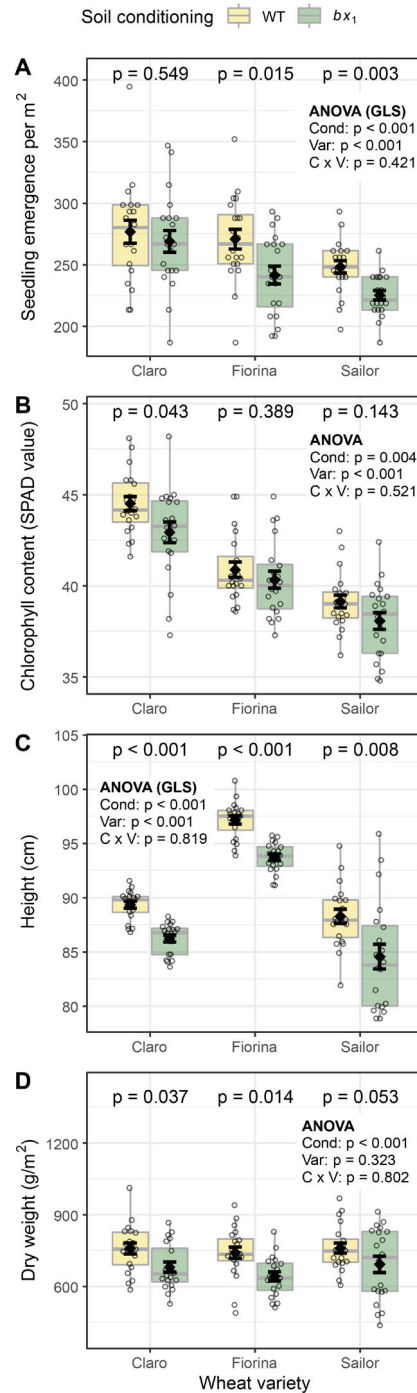 Soil conditioning WT bx₁
A
p = 0.549 p = 0.015 p = 0.003
ANOVA (GLS)
Cond: p < 0.001
Var: p < 0.001
C x V: p = 0.421
Seedling emergence per m²
400
350
300
250
200
Claro Fiorina Sailor
B
p = 0.043 p = 0.389 p = 0.143
ANOVA
Cond: p = 0.004
Var: p < 0.001
C x V: p = 0.521
Chlorophyll content (SPAD value)
50
45
40
35
Claro Fiorina Sailor
C
p < 0.001 p < 0.001 p = 0.008
ANOVA (GLS)
Cond: p < 0.001
Var: p < 0.001
C x V: p = 0.819
Height (cm)
105
100
95
90
85
80
Claro Fiorina Sailor
D
p = 0.037 p = 0.014 p = 0.053
ANOVA
Cond: p < 0.001
Var: p = 0.323
C x V: p = 0.802
Dry weight (g/m²)
1200
900
600
Claro Fiorina Sailor
Wheat variety